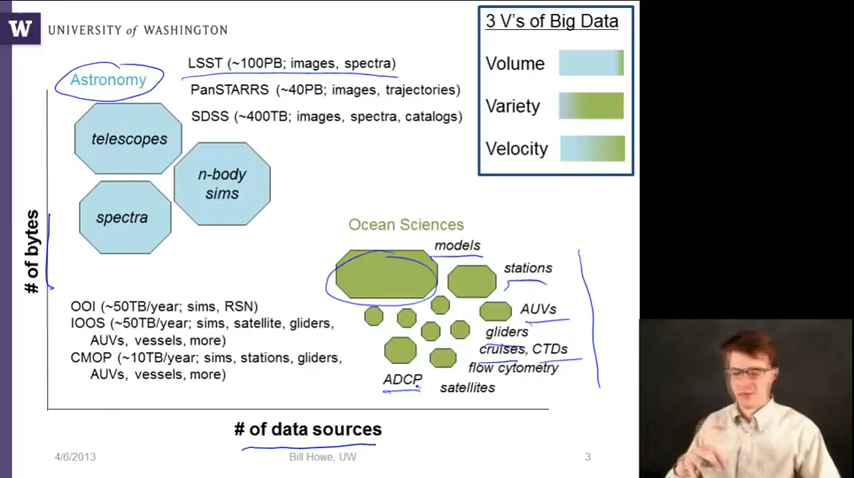 W
UNIVERSITY of WASHINGTON
3 V's of Big Data
Volume
Variety
Velocity
Astronomy
LSST (~100PB; images, spectra)
PanSTARRS (~40PB; images, trajectories)
SDSS (~400TB; images, spectra, catalogs)
telescopes
n-body
sims
spectra
# of bytes
Ocean Sciences
models
stations
AUVs
gliders
cruises, CTDs
flow cytometry
ADCP
satellites
OOI (~50TB/year; sims, RSN)
IOOS (~50TB/year; sims, satellite, gliders,
AUVs, vessels, more)
CMOP (~10TB/year; sims, stations, gliders,
AUVs, vessels, more)
# of data sources
4/6/2013
Bill Howe, UW
3